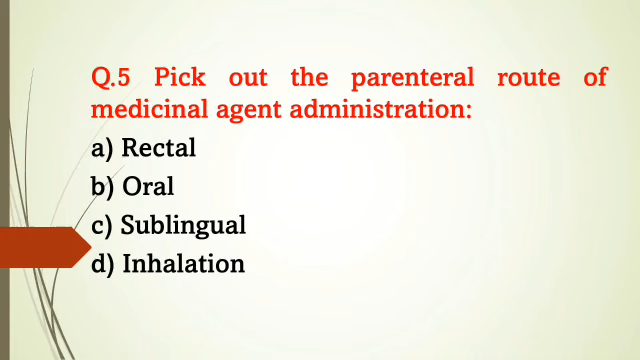 Q.5 Pick out the parenteral route of
medicinal agent administration:
a) Rectal
b) Oral
c) Sublingual
d) Inhalation